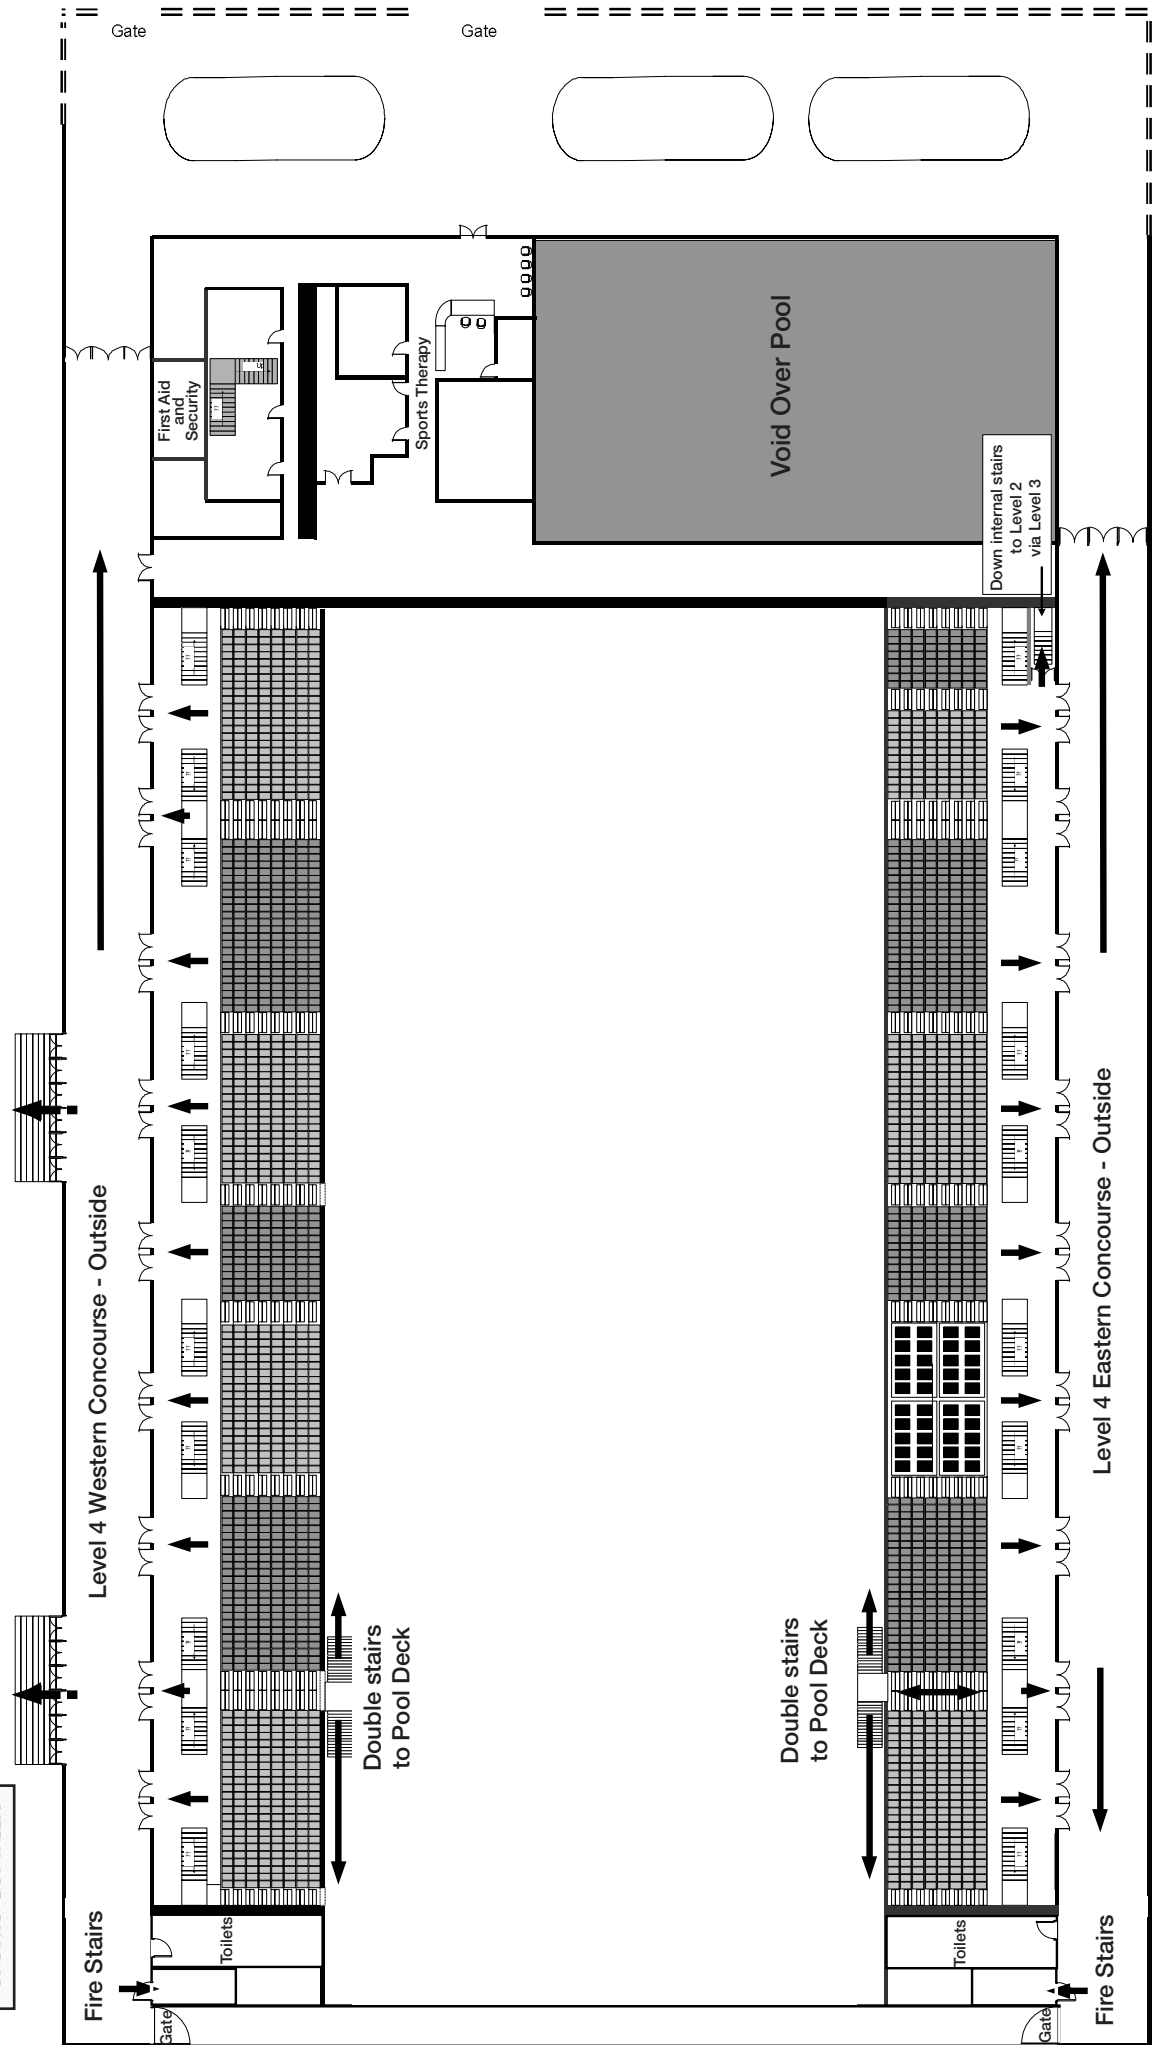 Gate
Gate
First Aid
and
Security
Up
Sports Therapy
Void Over Pool
Down internal stairs
to Level 2
via Level 3
Level 4 Western Concourse - Outside
Level 4 Eastern Concourse - Outside
Double stairs
to Pool Deck
Double stairs
to Pool Deck
Fire Stairs
Toilets
Toilets
Fire Stairs
Gate
Gate